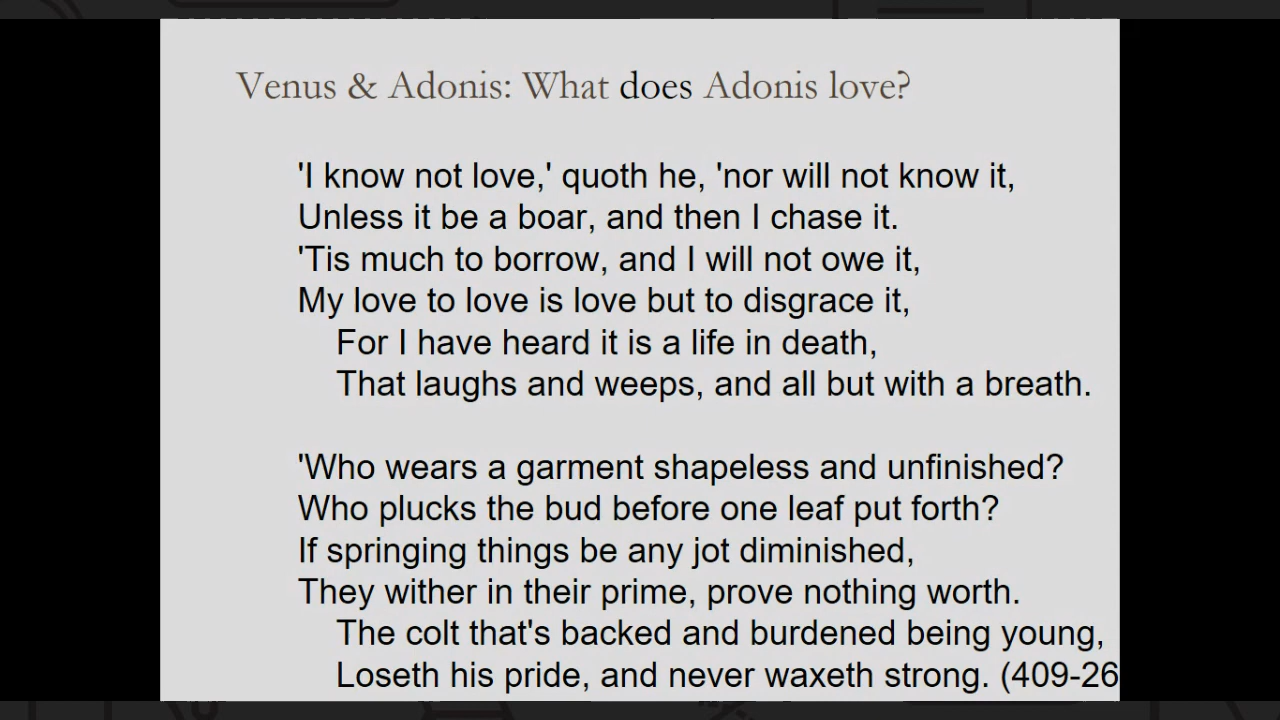 Venus & Adonis: What does Adonis love?
'I know not love,' quoth he, 'nor will not know it,
Unless it be a boar, and then I chase it.
'Tis much to borrow, and I will not owe it,
My love to love is love but to disgrace it,
For I have heard it is a life in death,
That laughs and weeps, and all but with a breath.
'Who wears a garment shapeless and unfinished?
Who plucks the bud before one leaf put forth?
If springing things be any jot diminished,
They wither in their prime, prove nothing worth.
The colt that's backed and burdened being young,
Loseth his pride, and never waxeth strong. (409-26